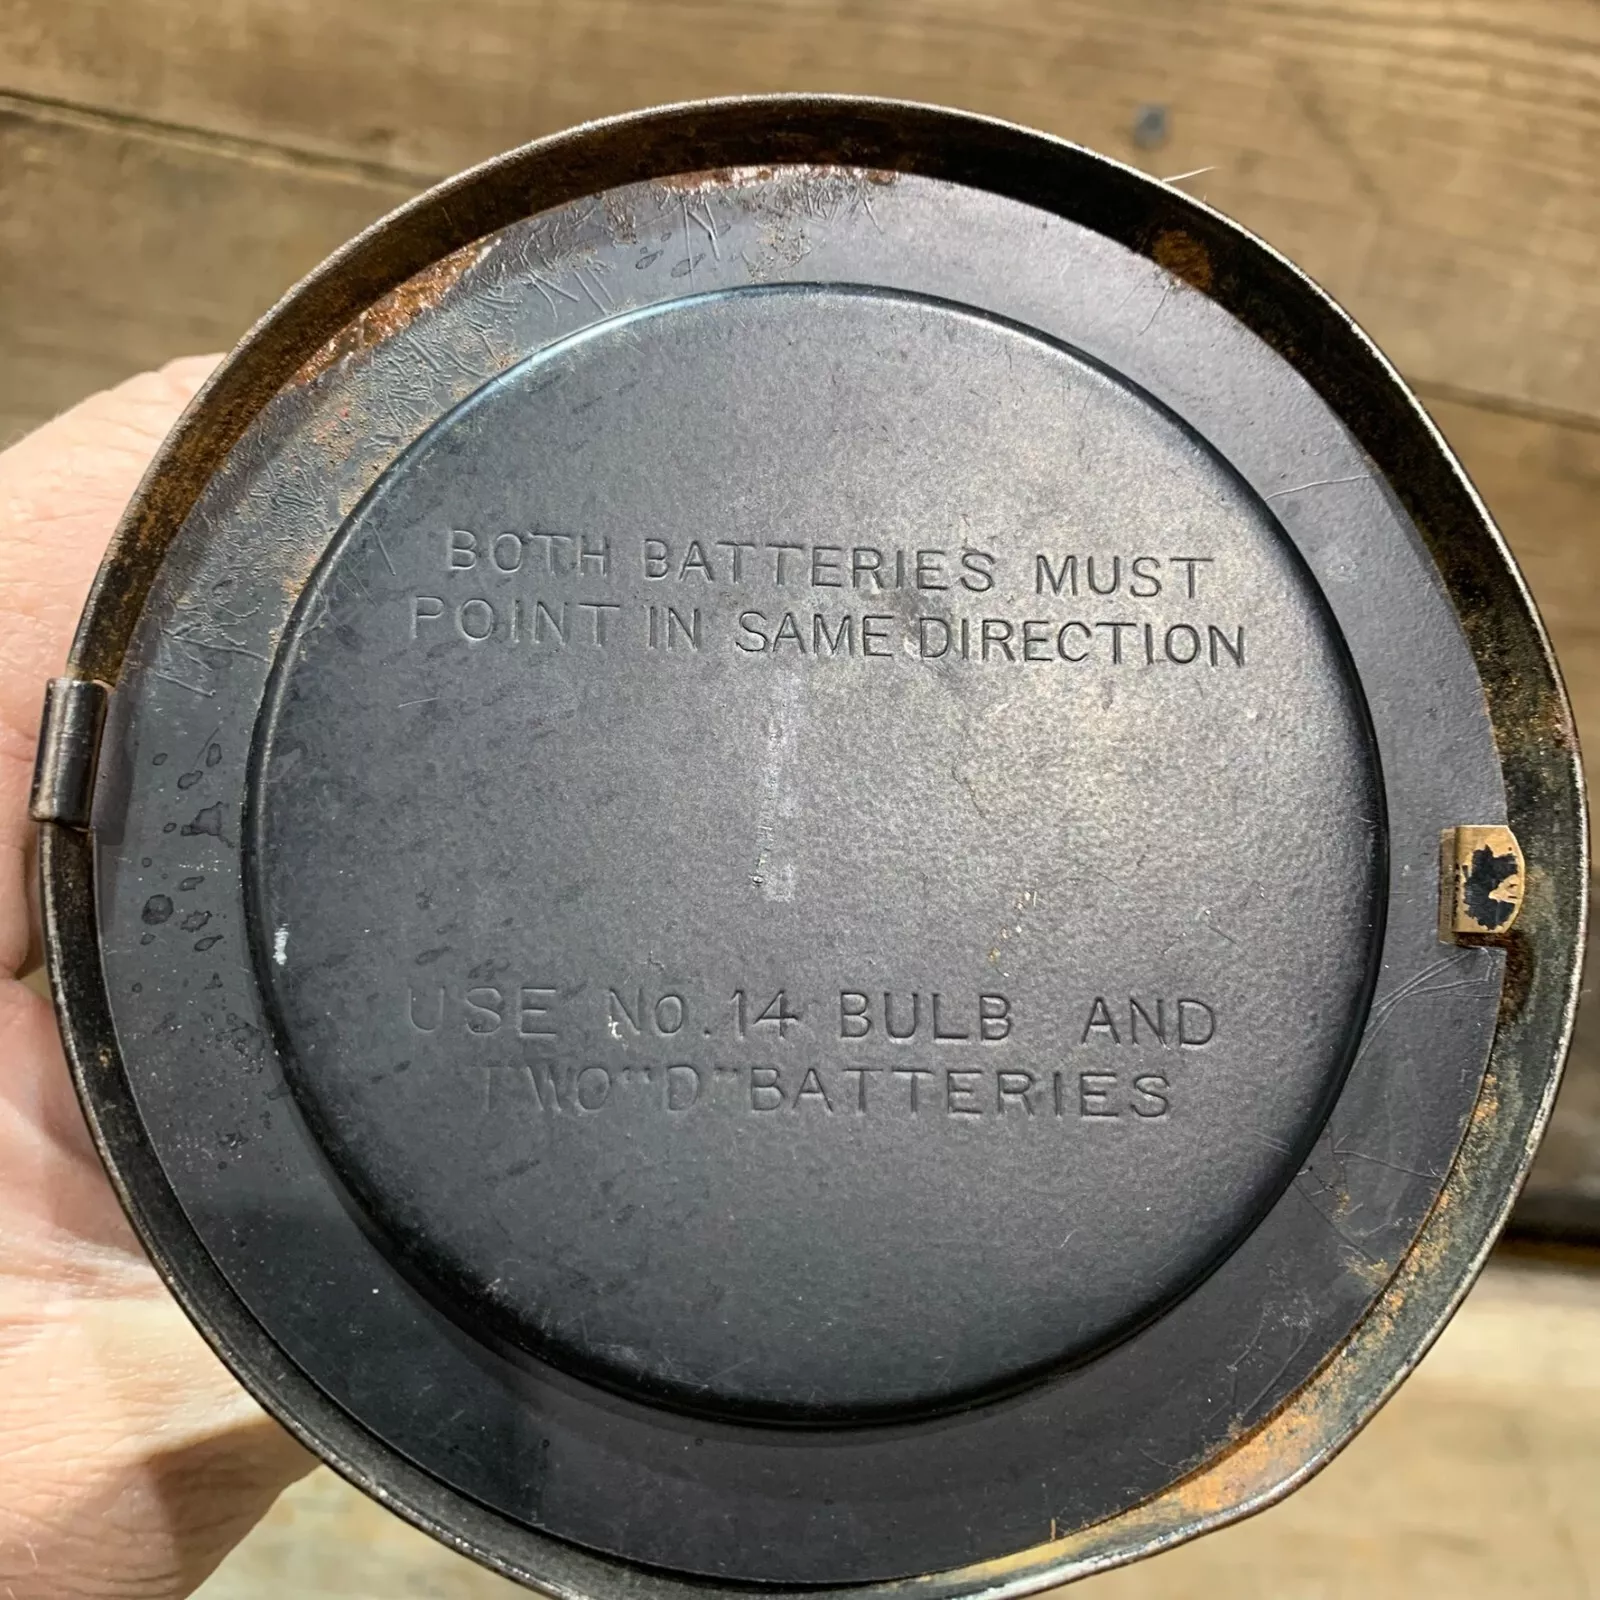 BOTH BATTERIES MUST
POINT IN SAME DIRECTION
USE No. 14 BULB AND
TWO "D" BATTERIES